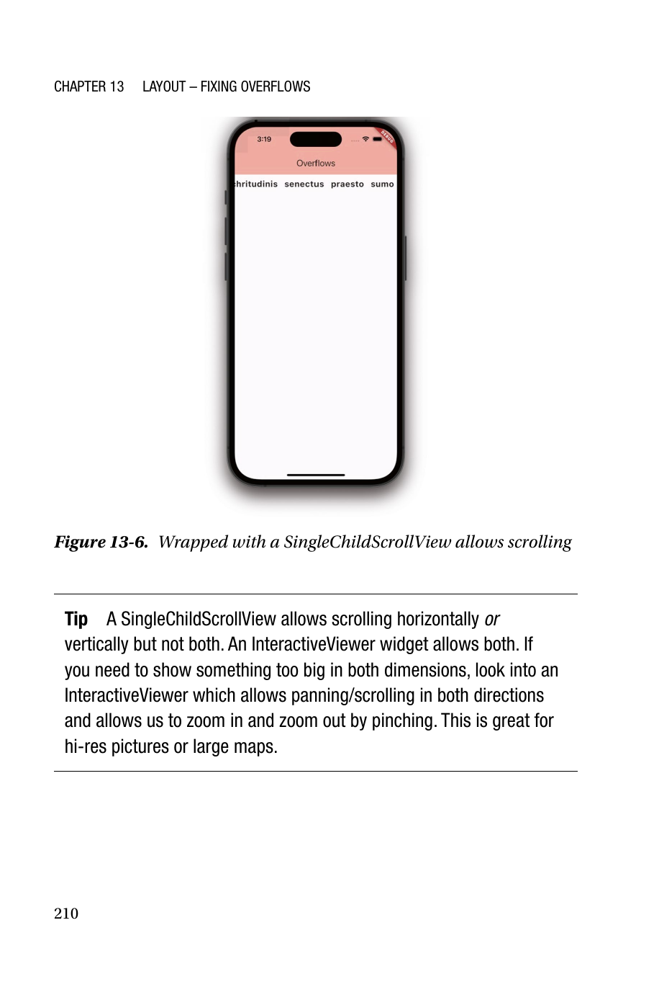 CHAPTER 13 LAYOUT – FIXING OVERFLOWS
3:19
DEBUG
Overflows
hritudinis senectus praesto sumo
Figure 13-6. Wrapped with a SingleChildScrollView allows scrolling
Tip A SingleChildScrollView allows scrolling horizontally or
vertically but not both. An InteractiveViewer widget allows both. If
you need to show something too big in both dimensions, look into an
InteractiveViewer which allows panning/scrolling in both directions
and allows us to zoom in and zoom out by pinching. This is great for
hi-res pictures or large maps.
210